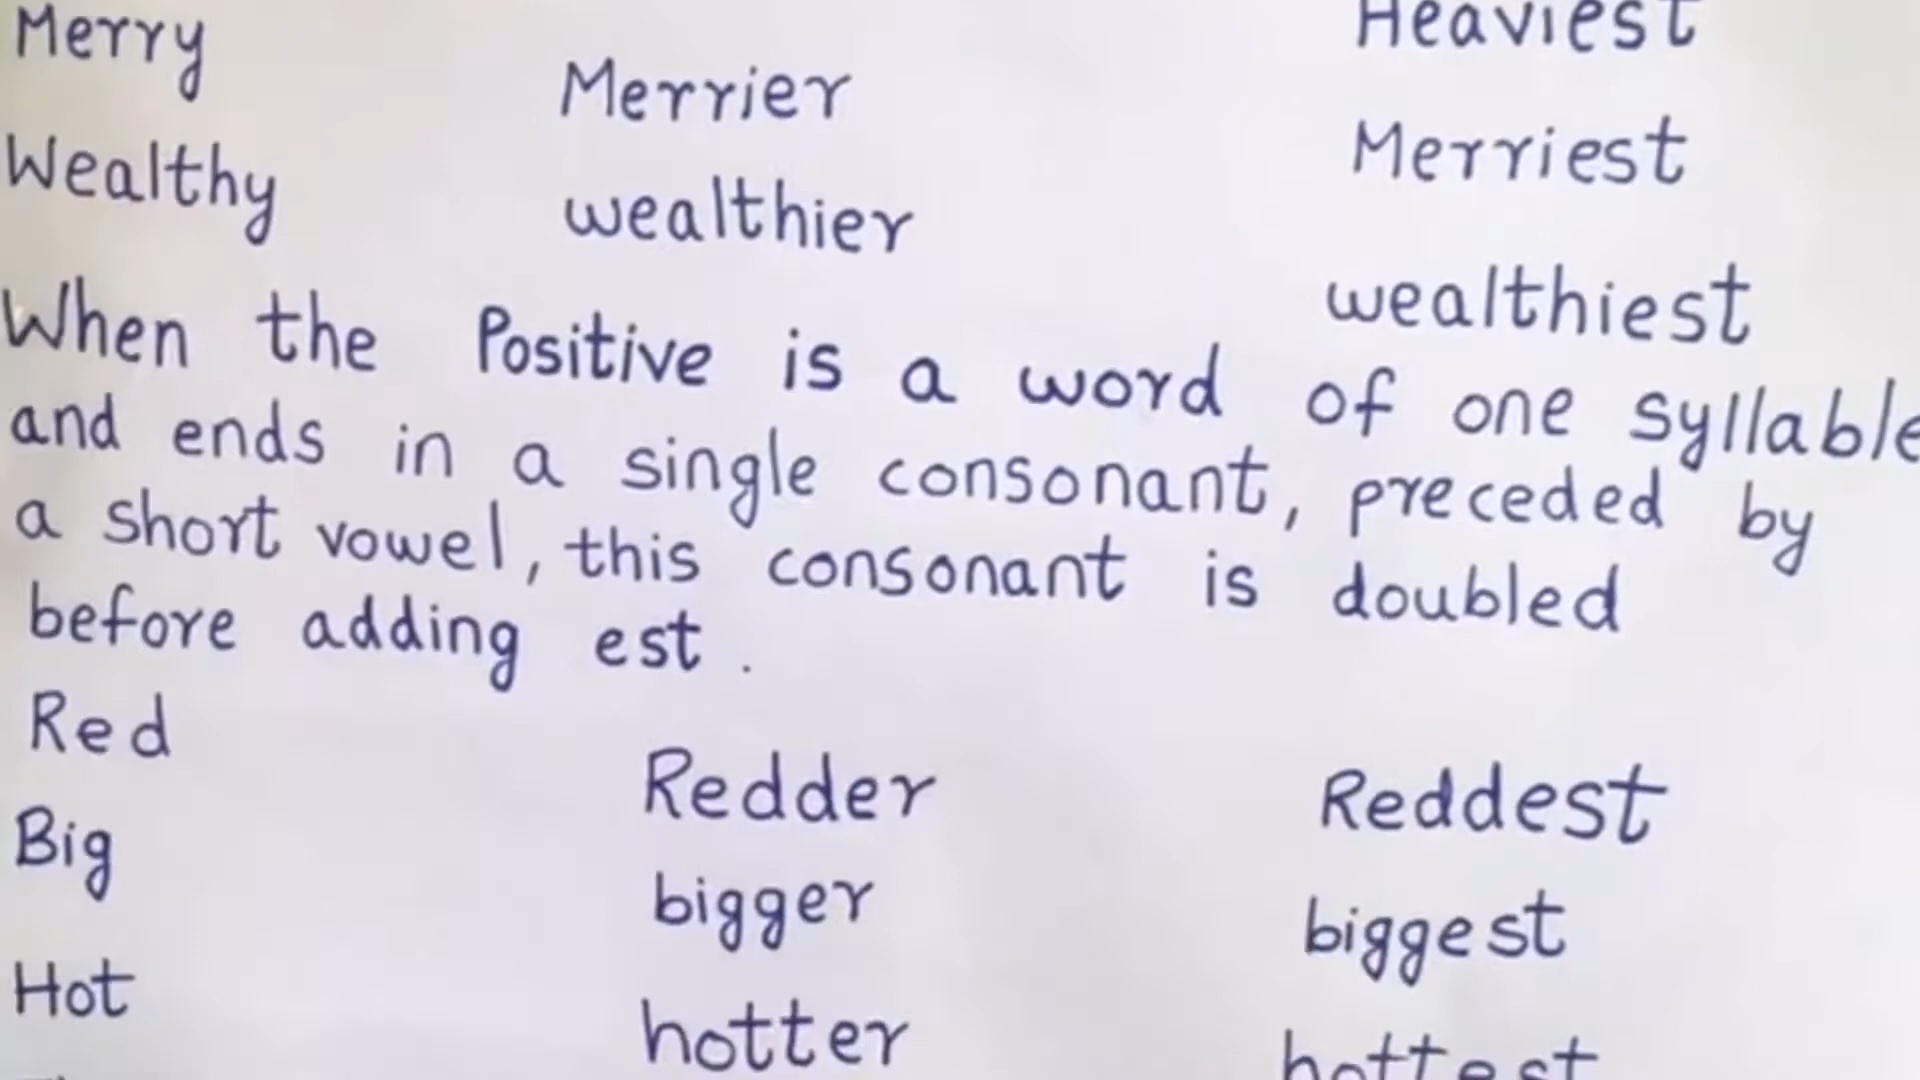 Heaviest
Merry Merrier Merriest
Wealthy wealthier wealthiest
When the Positive is a word of one syllable
and ends in a single consonant, preceded by
a short vowel, this consonant is doubled
before adding est.
Red Redder Reddest
Big bigger biggest
Hot hotter hottest